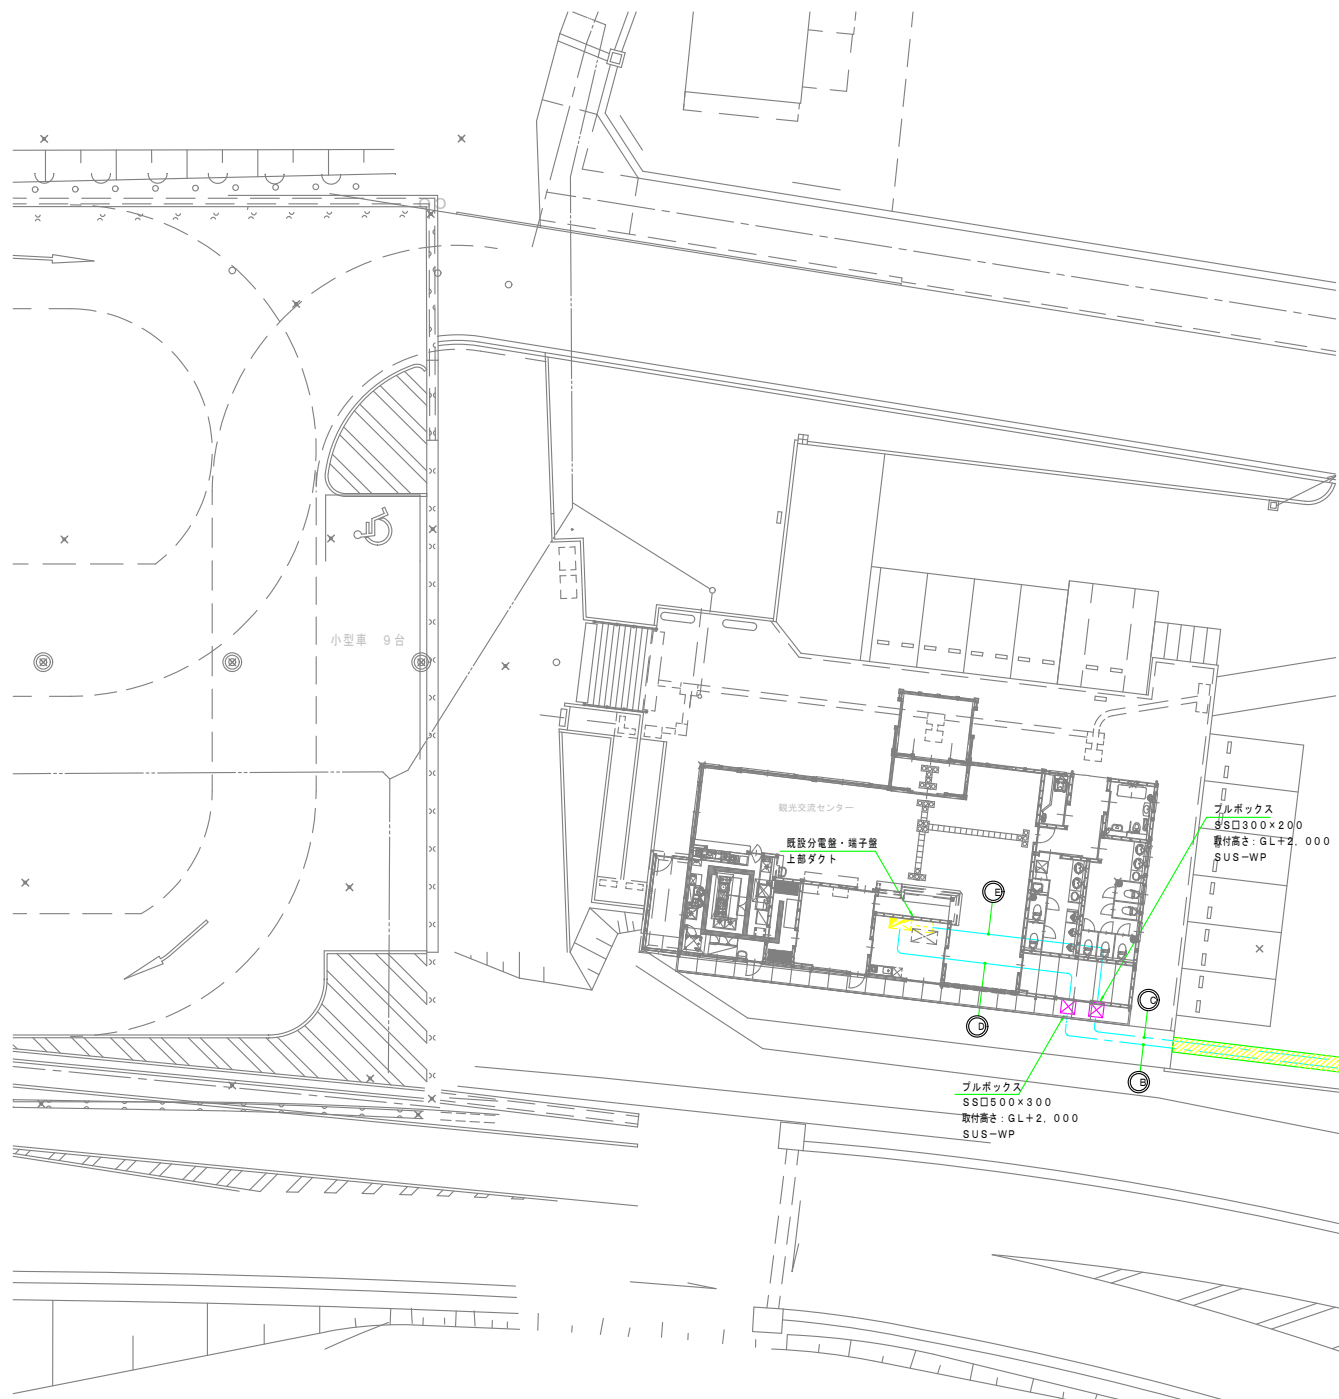 小型車　9台
観光交流センター
既設分電盤・端子盤
上部ダクト
プルボックス
SS□300×200
取付高さ：GL+2，000
SUS-WP
E
D
C
B
プルボックス
SS□500×300
取付高さ：GL+2，000
SUS-WP